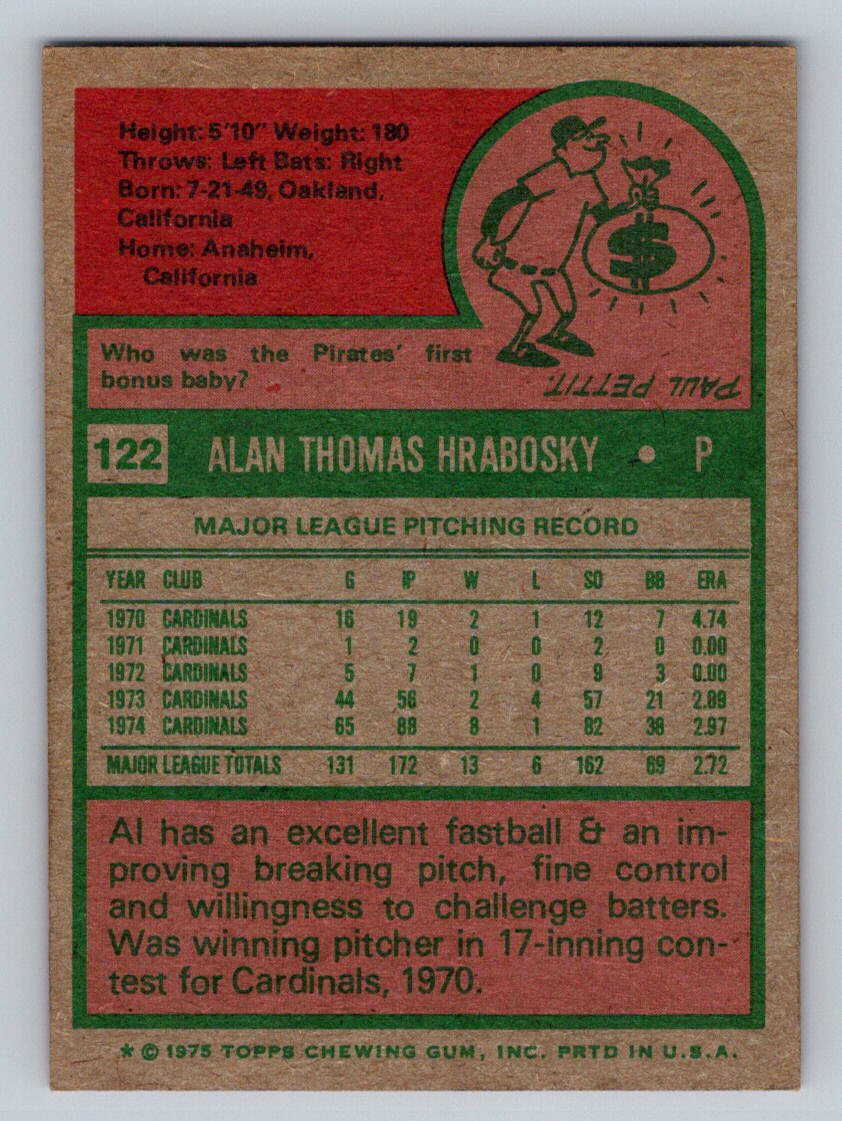 Height: 5'10" Weight: 180
Throws: Left Bats: Right
Born: 7-21-49, Oakland,
California
Home: Anaheim,
California
$
Who was the Pirates' first
bonus baby?
PAUL PETTIT.
122 ALAN THOMAS HRABOSKY • P
MAJOR LEAGUE PITCHING RECORD
YEAR CLUB G IP W L SO BB ERA
1970 CARDINALS 16 19 2 1 12 7 4.74
1971 CARDINALS 1 2 0 0 2 0 0.00
1972 CARDINALS 5 7 1 0 9 3 0.00
1973 CARDINALS 44 56 2 4 57 21 2.09
1974 CARDINALS 65 88 8 1 82 38 2.97
MAJOR LEAGUE TOTALS 131 172 13 6 162 69 2.72
Al has an excellent fastball & an im-
proving breaking pitch, fine control
and willingness to challenge batters.
Was winning pitcher in 17-inning con-
test for Cardinals, 1970.
* © 1975 TOPPS CHEWING GUM, INC. PRTD IN U.S.A.